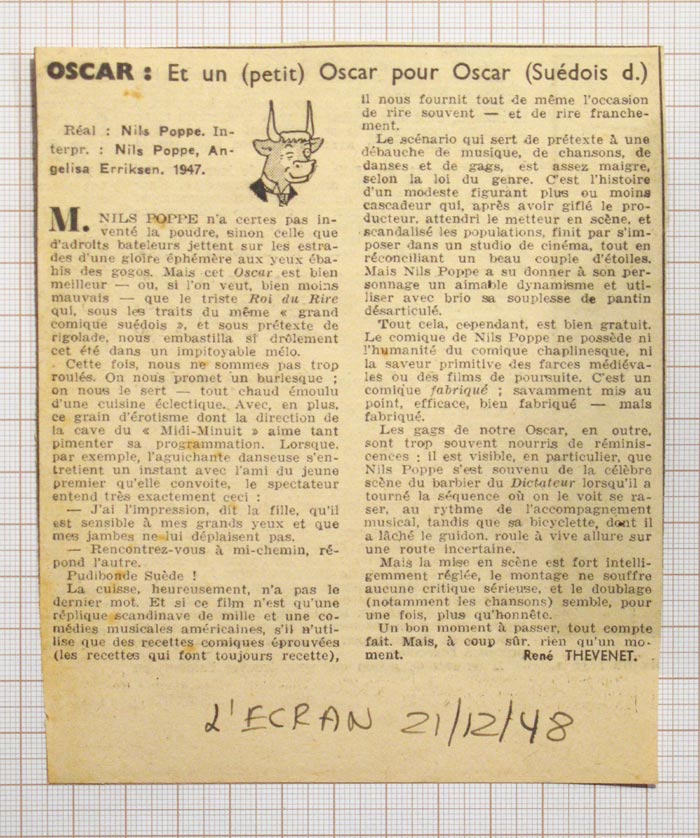 OSCAR : Et un (petit) Oscar pour Oscar (Suédois d.)
Réal : Nils Poppe. In-
terpr. : Nils Poppe, An-
gelisa Erriksen. 1947.
M. NILS POPPE n'a certes pas in-
venté la poudre, sinon celle que
d'adroits bateleurs jettent sur les estra-
des d'une gloire éphémère aux yeux éba-
his des gogos. Mais cet Oscar est bien
meilleur — ou, si l'on veut, bien moins
mauvais — que le triste Roi du Rire
qui, sous les traits du même « grand
comique suédois », et sous prétexte de
rigolade, nous embastilla si drôlement
cet été dans un impitoyable mélo.
Cette fois, nous ne sommes pas trop
roulés. On nous promet un burlesque ;
on nous le sert — tout chaud émoulu
d'une cuisine éclectique. Avec, en plus,
ce grain d'érotisme dont la direction de
la cave du « Midi-Minuit » aime tant
pimenter sa programmation. Lorsque,
par exemple, l'aguichante danseuse s'en-
tretient un instant avec l'ami du jeune
premier qu'elle convoite, le spectateur
entend très exactement ceci :
— J'ai l'impression, dit la fille, qu'il
est sensible à mes grands yeux et que
mes jambes ne lui déplaisent pas.
— Rencontrez-vous à mi-chemin, ré-
pond l'autre.
Pudibonde Suède !
La cuisse, heureusement, n'a pas le
dernier mot. Et si ce film n'est qu'une
réplique scandinave de mille et une co-
médies musicales américaines, s'il n'uti-
lise que des recettes comiques éprouvées
(les recettes qui font toujours recette),
il nous fournit tout de même l'occasion
de rire souvent — et de rire franche-
ment.
Le scénario qui sert de prétexte à une
débauche de musique, de chansons, de
danses et de gags, est assez maigre,
selon la loi du genre. C'est l'histoire
d'un modeste figurant plus ou moins
cascadeur qui, après avoir giflé le pro-
ducteur, attendri le metteur en scène, et
scandalisé les populations, finit par s'im-
poser dans un studio de cinéma, tout en
réconciliant un beau couple d'étoiles.
Mais Nils Poppe a su donner à son per-
sonnage un aimable dynamisme et uti-
liser avec brio sa souplesse de pantin
désarticulé.
Tout cela, cependant, est bien gratuit.
Le comique de Nils Poppe ne possède ni
l'humanité du comique chaplinesque, ni
la saveur primitive des farces médiéva-
les ou des films de poursuite. C'est un
comique fabriqué ; savamment mis au
point, efficace, bien fabriqué — mais
fabriqué.
Les gags de notre Oscar, en outre,
sont trop souvent nourris de réminis-
cences ; il est visible, en particulier, que
Nils Poppe s'est souvenu de la célèbre
scène du barbier du Dictateur lorsqu'il a
tourné la séquence où on le voit se ra-
ser, au rythme de l'accompagnement
musical, tandis que sa bicyclette, dont il
a lâché le guidon, roule à vive allure sur
une route incertaine.
Mais la mise en scène est fort intelli-
gemment réglée, le montage ne souffre
aucune critique sérieuse, et le doublage
(notamment les chansons) semble, pour
une fois, plus qu'honnête.
Un bon moment à passer, tout compte
fait. Mais, à coup sûr, rien qu'un mo-
ment. René THEVENET.
L'ECRAN 21/12/48